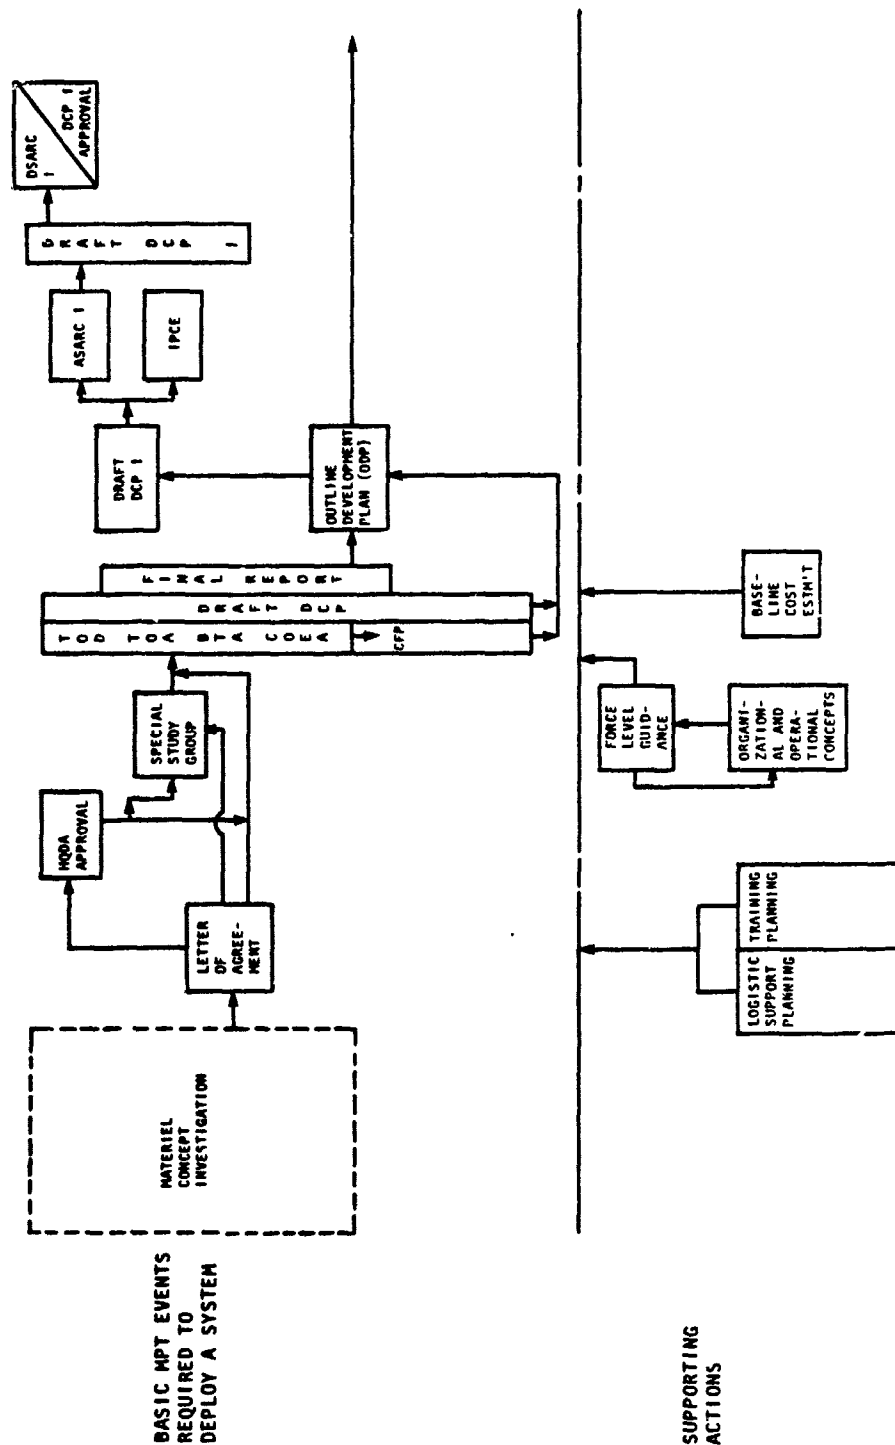 BASIC MPT EVENTS
REQUIRED TO
DEPLOY A SYSTEM
MATERIEL
CONCEPT
INVESTIGATION
LETTER
OF
AGREE-
MENT
HQDA
APPROVAL
SPECIAL
STUDY
GROUP
TOD TOA BTA COEA
CFP
DRAFT DCP
FINAL REPORT
OUTLINE
DEVELOPMENT
PLAN (ODP)
DRAFT
DCP I
ASARC I
IPCE
DRAFT DCP I
DSARC
I
DCP I
APPROVAL
SUPPORTING
ACTIONS
LOGISTIC
SUPPORT
PLANNING
TRAINING
PLANNING
FORCE
LEVEL
GUID-
ANCE
ORGANI-
ZATION-
AL AND
OPERA-
TIONAL
CONCEPTS
BASE-
LINE
COST
ESTM'T